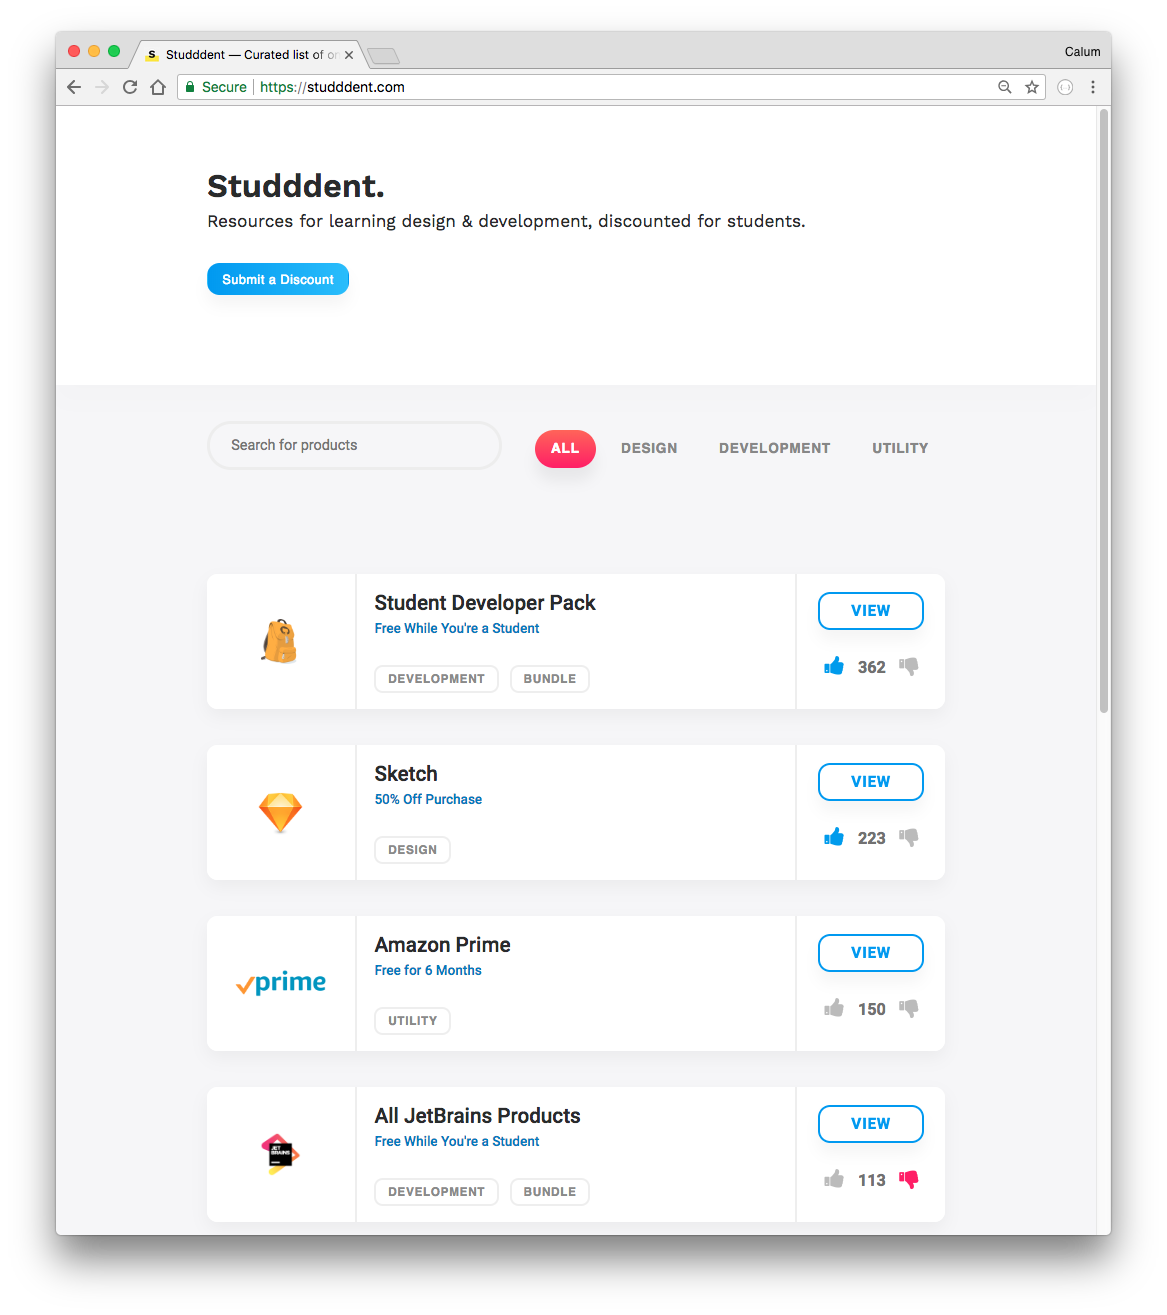 S Studddent — Curated list of on
Calum
Secure https://studddent.com
Studddent.
Resources for learning design & development, discounted for students.
Submit a Discount
Search for products
ALL DESIGN DEVELOPMENT UTILITY
Student Developer Pack
Free While You're a Student
DEVELOPMENT BUNDLE
VIEW
362
Sketch
50% Off Purchase
DESIGN
VIEW
223
prime
Amazon Prime
Free for 6 Months
UTILITY
VIEW
150
JET
BRAINS
All JetBrains Products
Free While You're a Student
DEVELOPMENT BUNDLE
VIEW
113